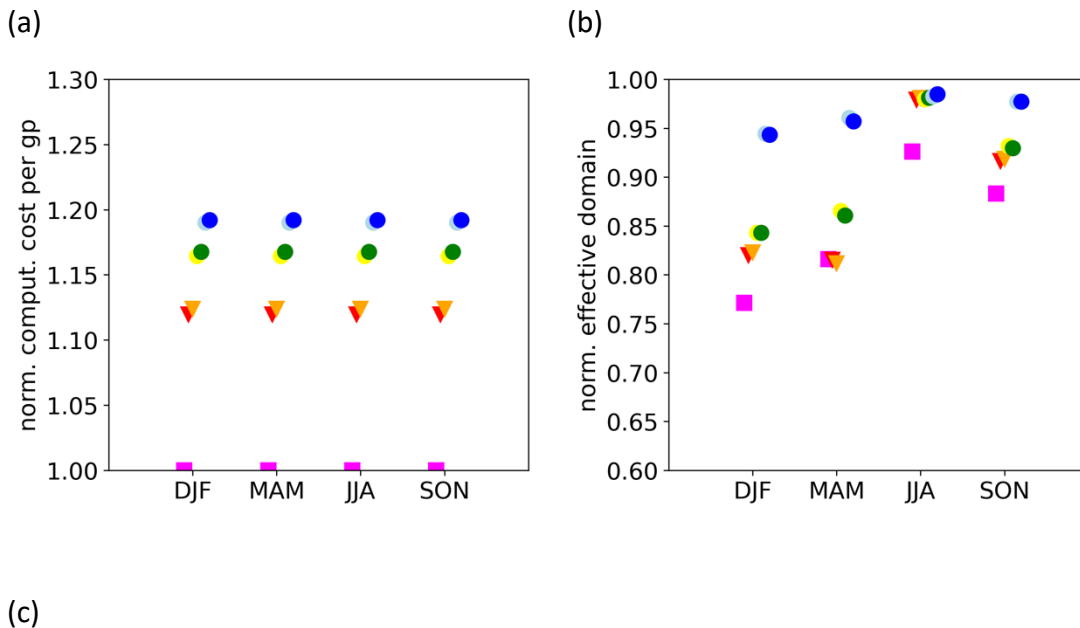 (a)
(b)
norm. comput. cost per gp
1.30
1.25
1.20
1.15
1.10
1.05
1.00
DJF MAM JJA SON
norm. effective domain
1.00
0.95
0.90
0.85
0.80
0.75
0.70
0.65
0.60
DJF MAM JJA SON
(c)